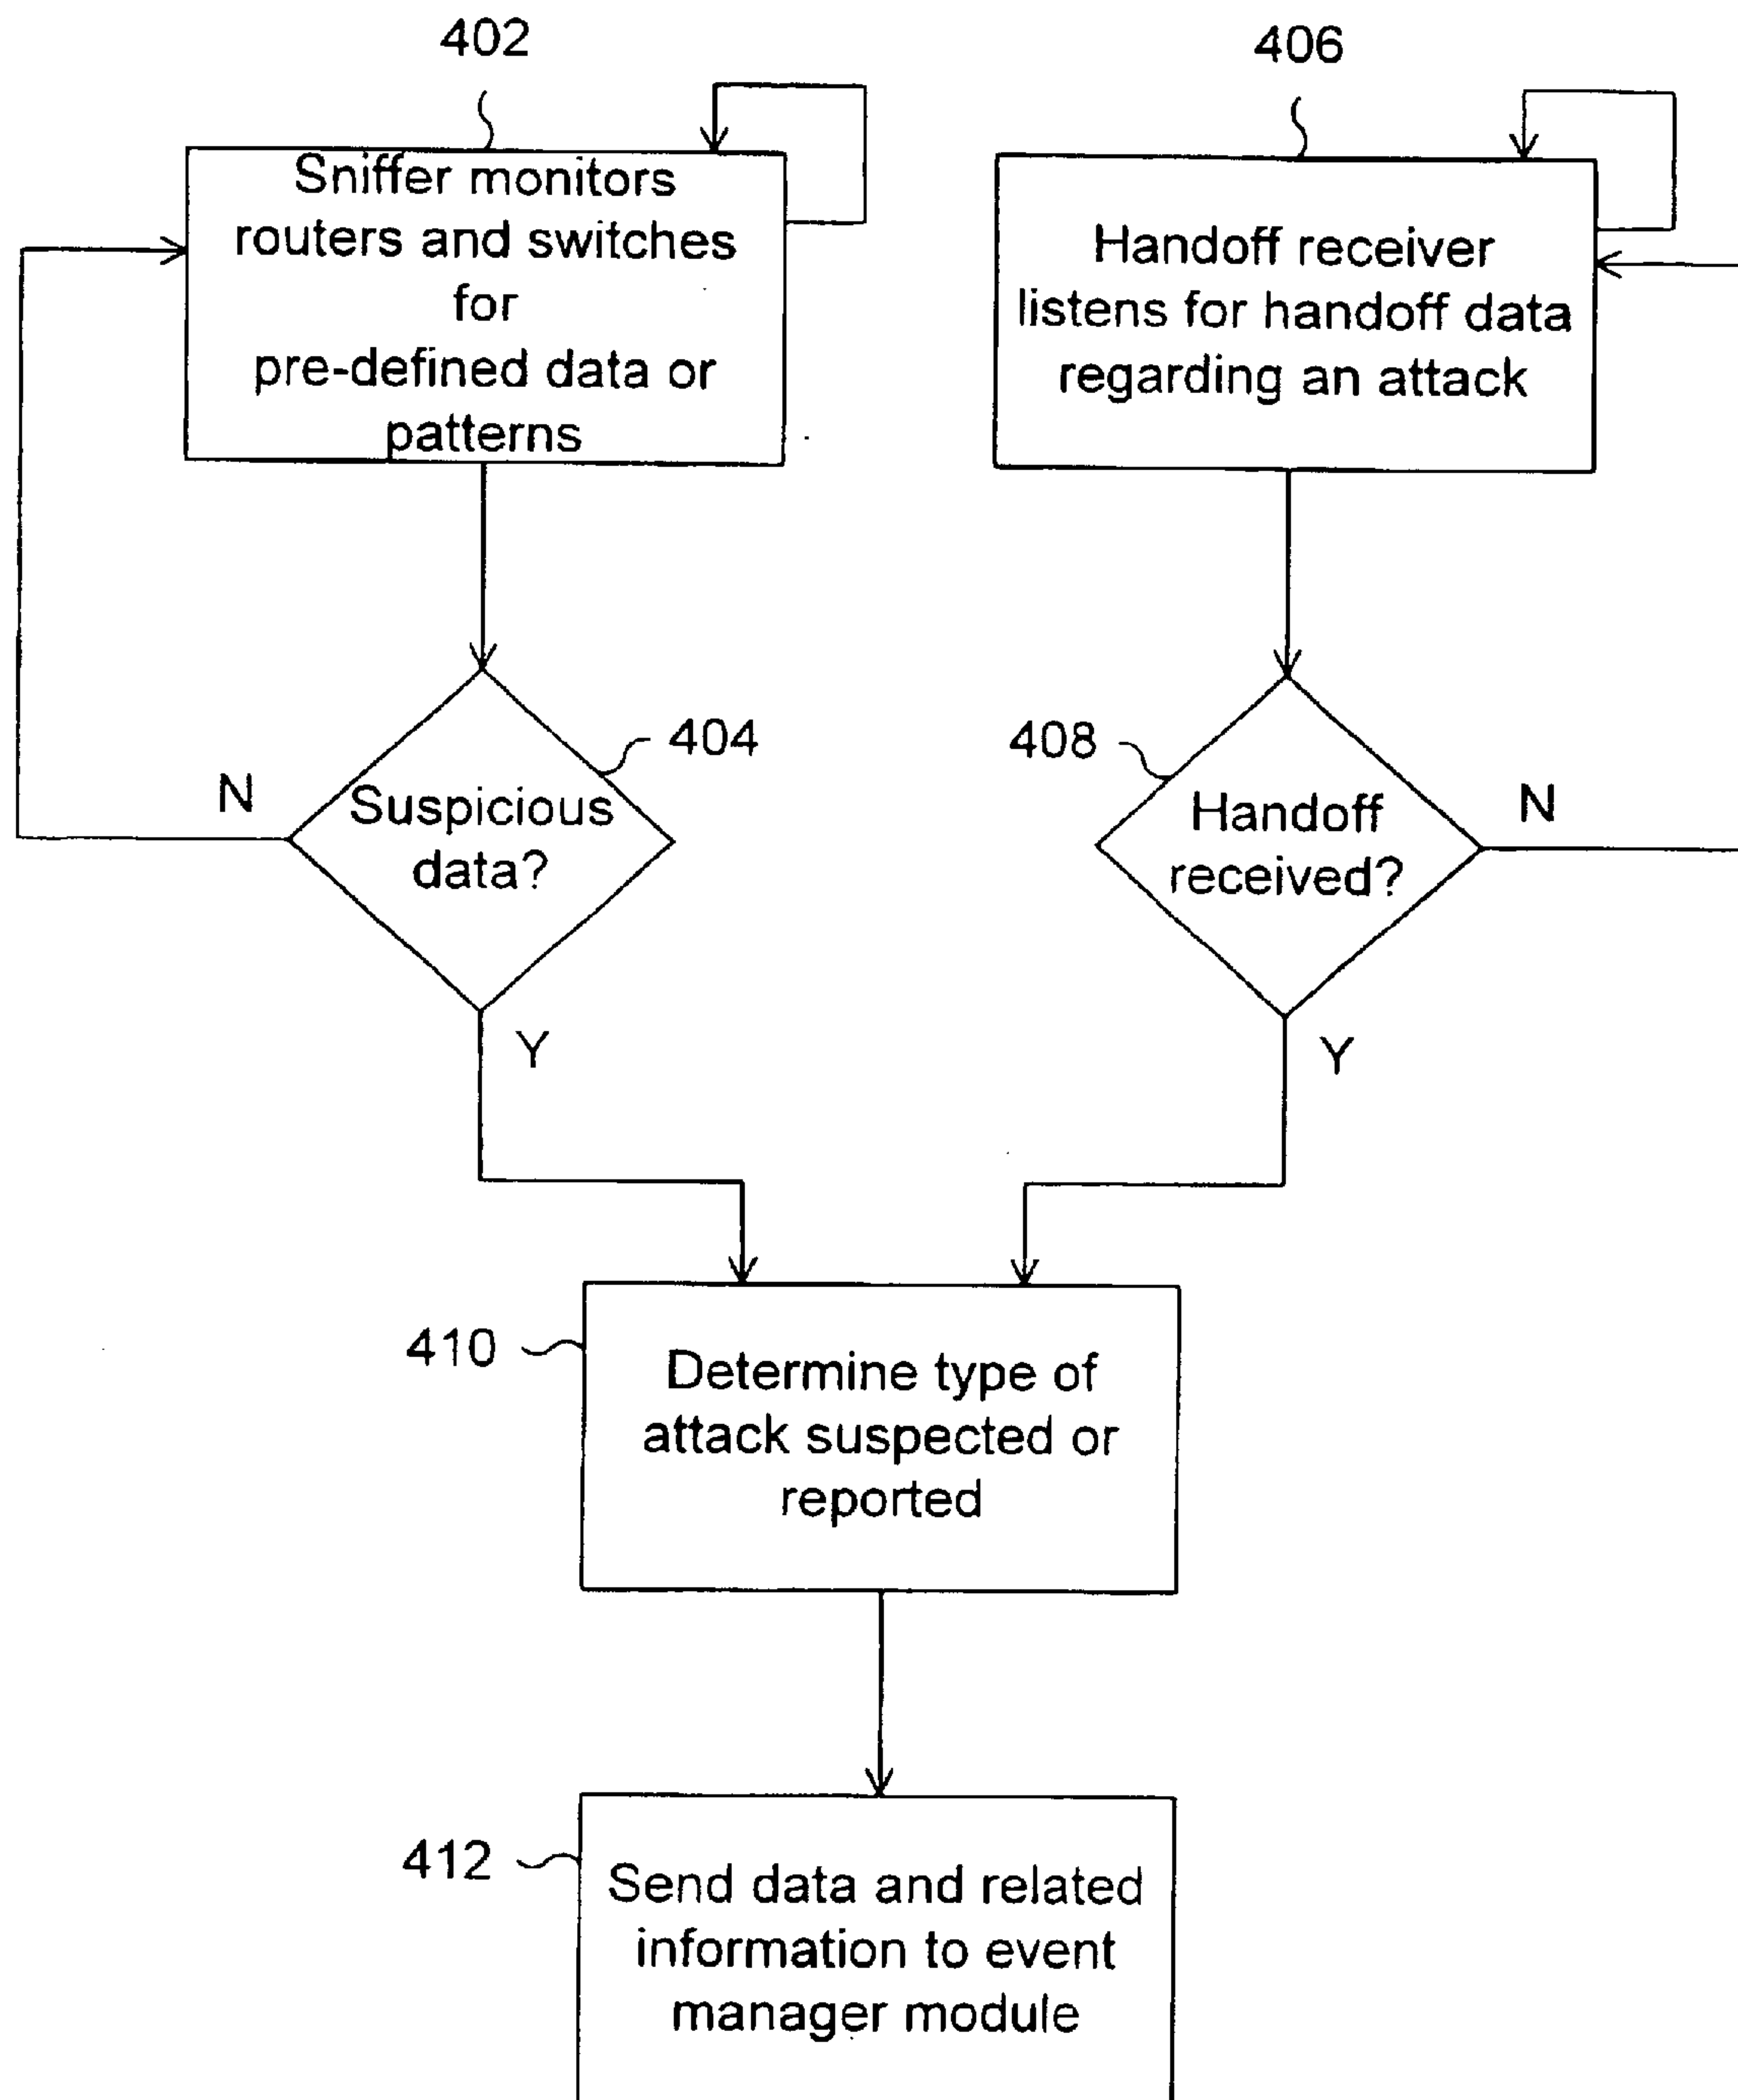 402
Sniffer monitors
routers and switches
for
pre-defined data or
patterns
406
Handoff receiver
listens for handoff data
regarding an attack
404
Suspicious
data?
N
Y
408
Handoff
received?
N
Y
410
Determine type of
attack suspected or
reported
412
Send data and related
information to event
manager module